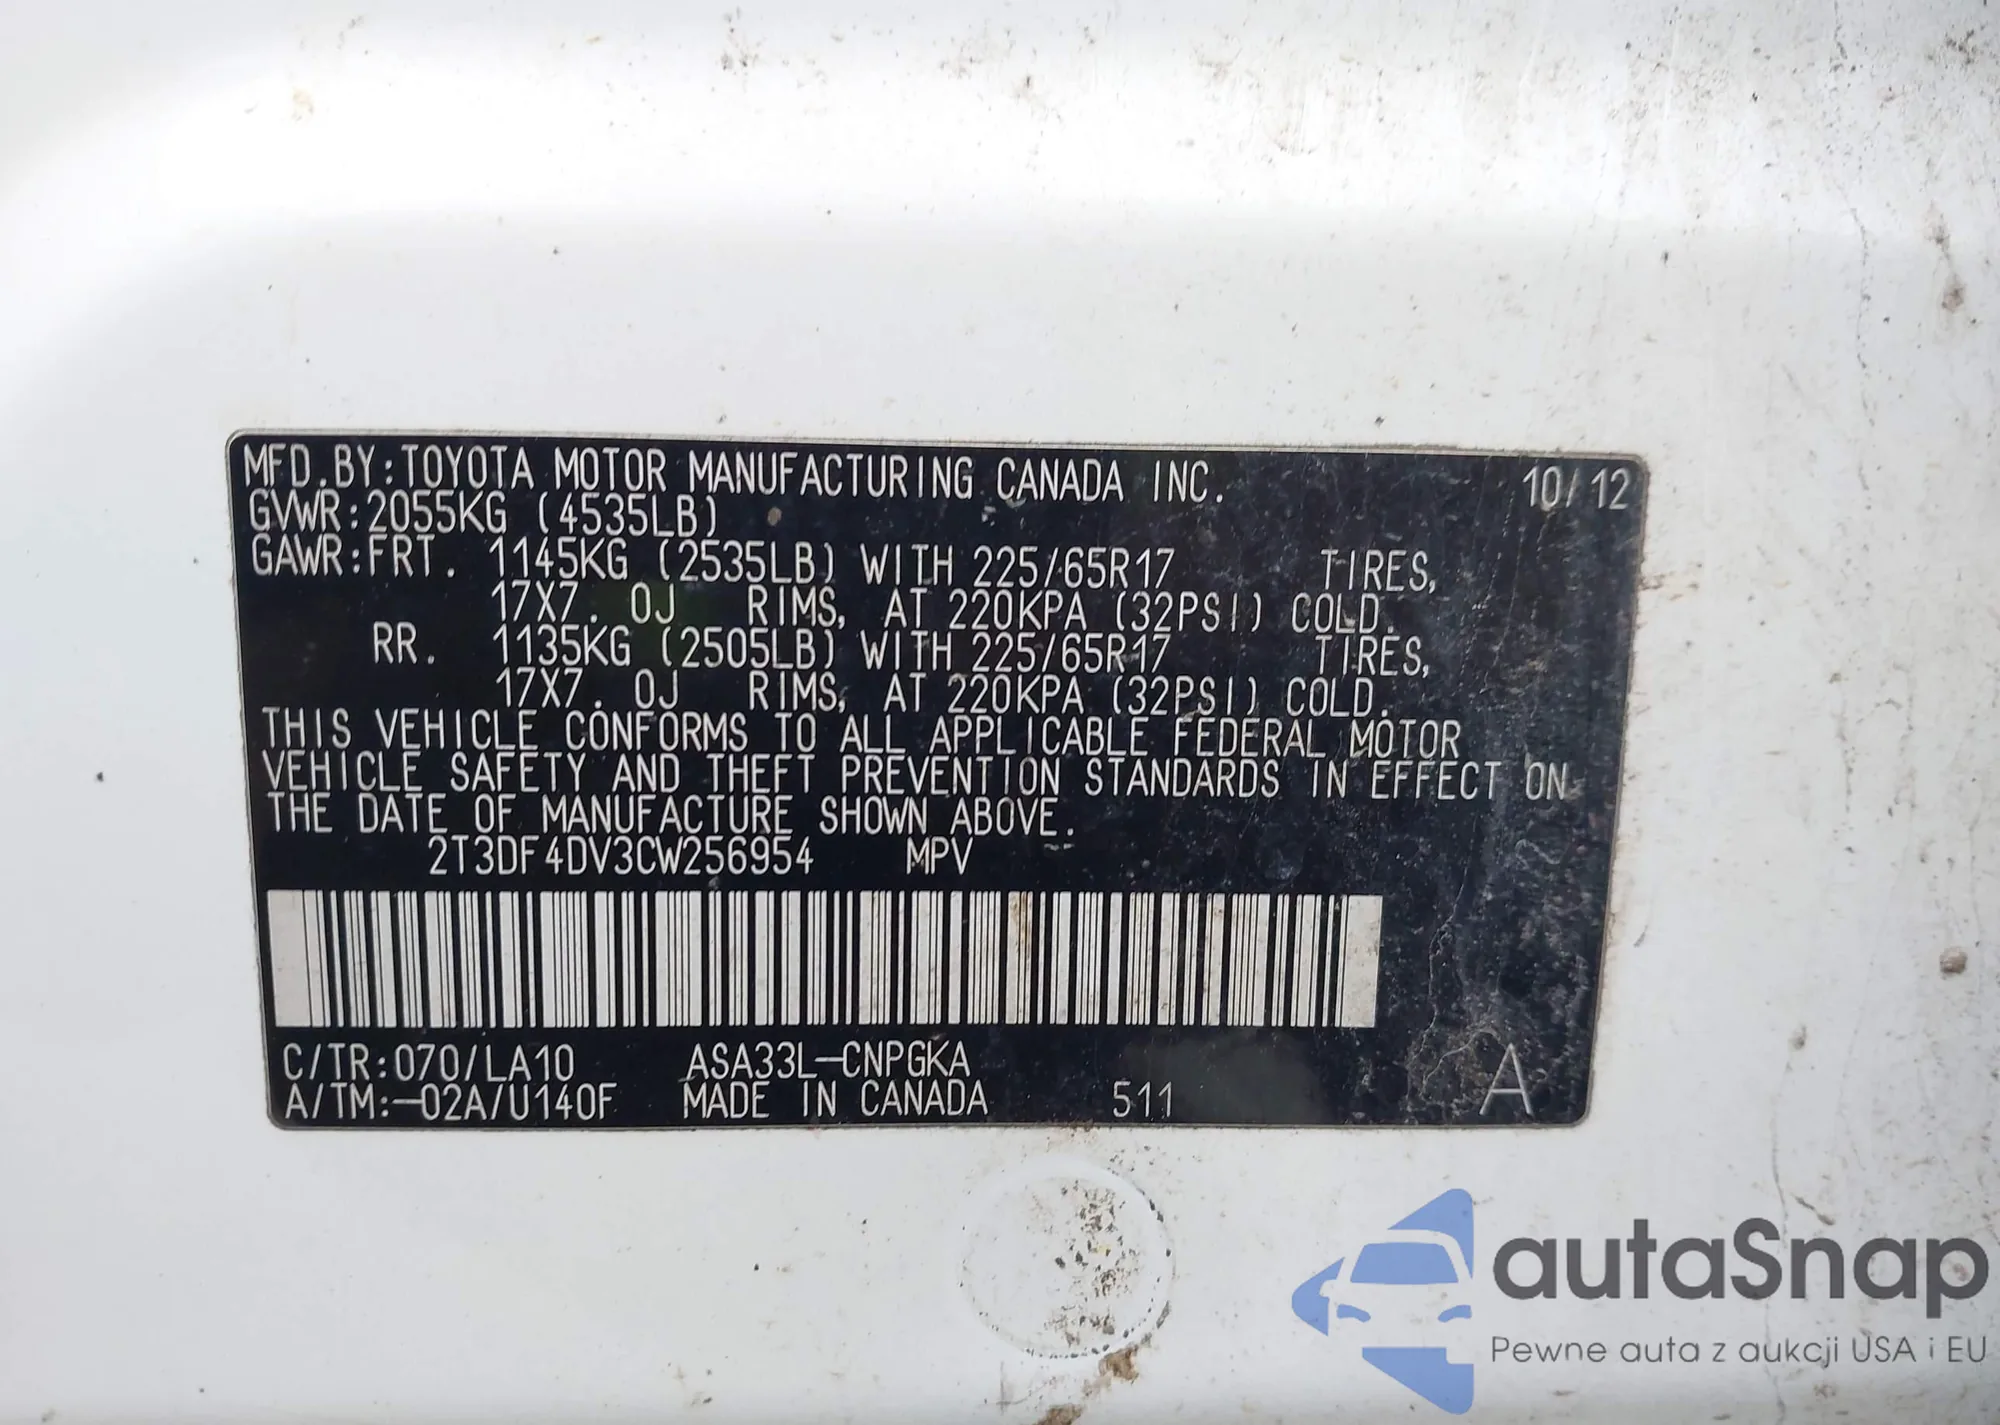 MFD.BY:TOYOTA MOTOR MANUFACTURING CANADA INC. 10/12
GVWR:2055KG (4535LB)
GAWR:FRT. 1145KG (2535LB) WITH 225/65R17 TIRES,
17X7. 0J RIMS, AT 220KPA (32PSI) COLD.
RR. 1135KG (2505LB) WITH 225/65R17 TIRES,
17X7. 0J RIMS, AT 220KPA (32PSI) COLD.
THIS VEHICLE CONFORMS TO ALL APPLICABLE FEDERAL MOTOR
VEHICLE SAFETY AND THEFT PREVENTION STANDARDS IN EFFECT ON
THE DATE OF MANUFACTURE SHOWN ABOVE.
2T3DF4DV3CW256954 MPV
C/TR:070/LA10 ASA33L-CNPGKA
A/TM:-02A/U140F MADE IN CANADA 511 A
autaSnap
Pewne auta z aukcji USA i EU